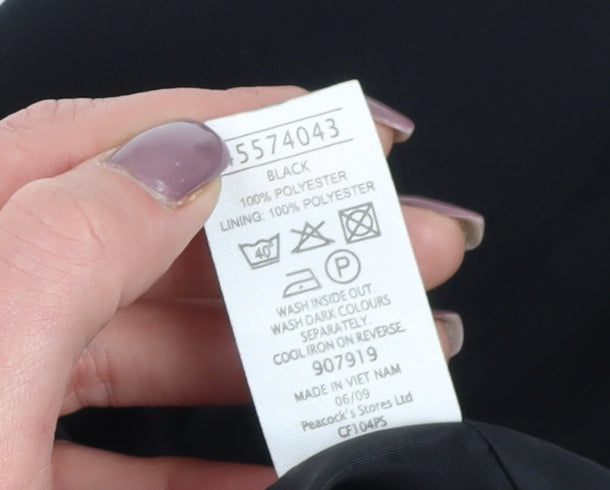 45574043
BLACK
100% POLYESTER
LINING: 100% POLYESTER
40°
P
WASH INSIDE OUT.
WASH DARK COLOURS
SEPARATELY.
COOL IRON ON REVERSE.
907919
MADE IN VIET NAM
06/09
Peacock's Stores Ltd
CF104PS